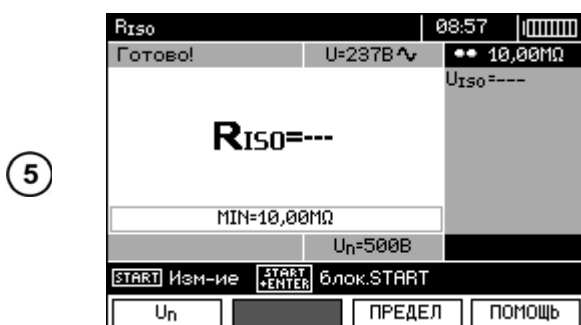 RISO 08:57
Готово! U=237В∿ •• 10,00MΩ
UISO=---
RISO=---
5
MIN=10,00MΩ
Un=500В
START Изм-ие START +ENTER блок.START
Un ПРЕДЕЛ ПОМОЩЬ